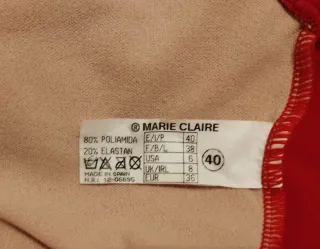 ® MARIE CLAIRE
80% POLIAMIDA
20% ELASTAN
E/I/P 40
F/B/L 38
USA 6
UK/IRL 8
EUR 36
40
MADE IN SPAIN